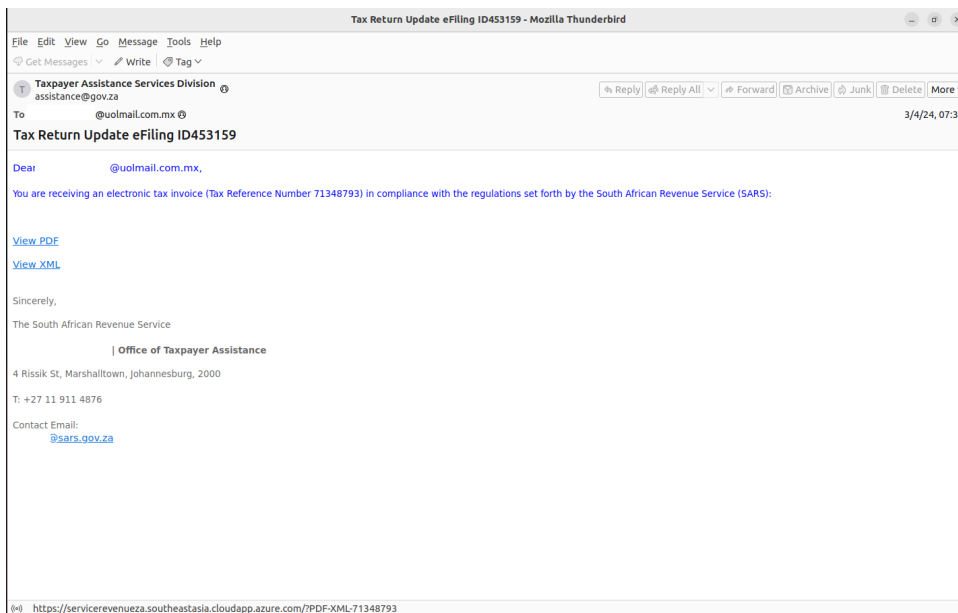 Tax Return Update eFiling ID453159 - Mozilla Thunderbird
File Edit View Go Message Tools Help
Get Messages Write Tag
T Taxpayer Assistance Services Division
assistance@gov.za
Reply Reply All Forward Archive Junk Delete More
To @uolmail.com.mx 3/4/24, 07:3
Tax Return Update eFiling ID453159
Dear @uolmail.com.mx,
You are receiving an electronic tax invoice (Tax Reference Number 71348793) in compliance with the regulations set forth by the South African Revenue Service (SARS):
View PDF
View XML
Sincerely,
The South African Revenue Service
| Office of Taxpayer Assistance
4 Rissik St, Marshalltown, Johannesburg, 2000
T: +27 11 911 4876
Contact Email:
@sars.gov.za
https://servicerevenueza.southeastasia.cloudapp.azure.com/?PDF-XML-71348793